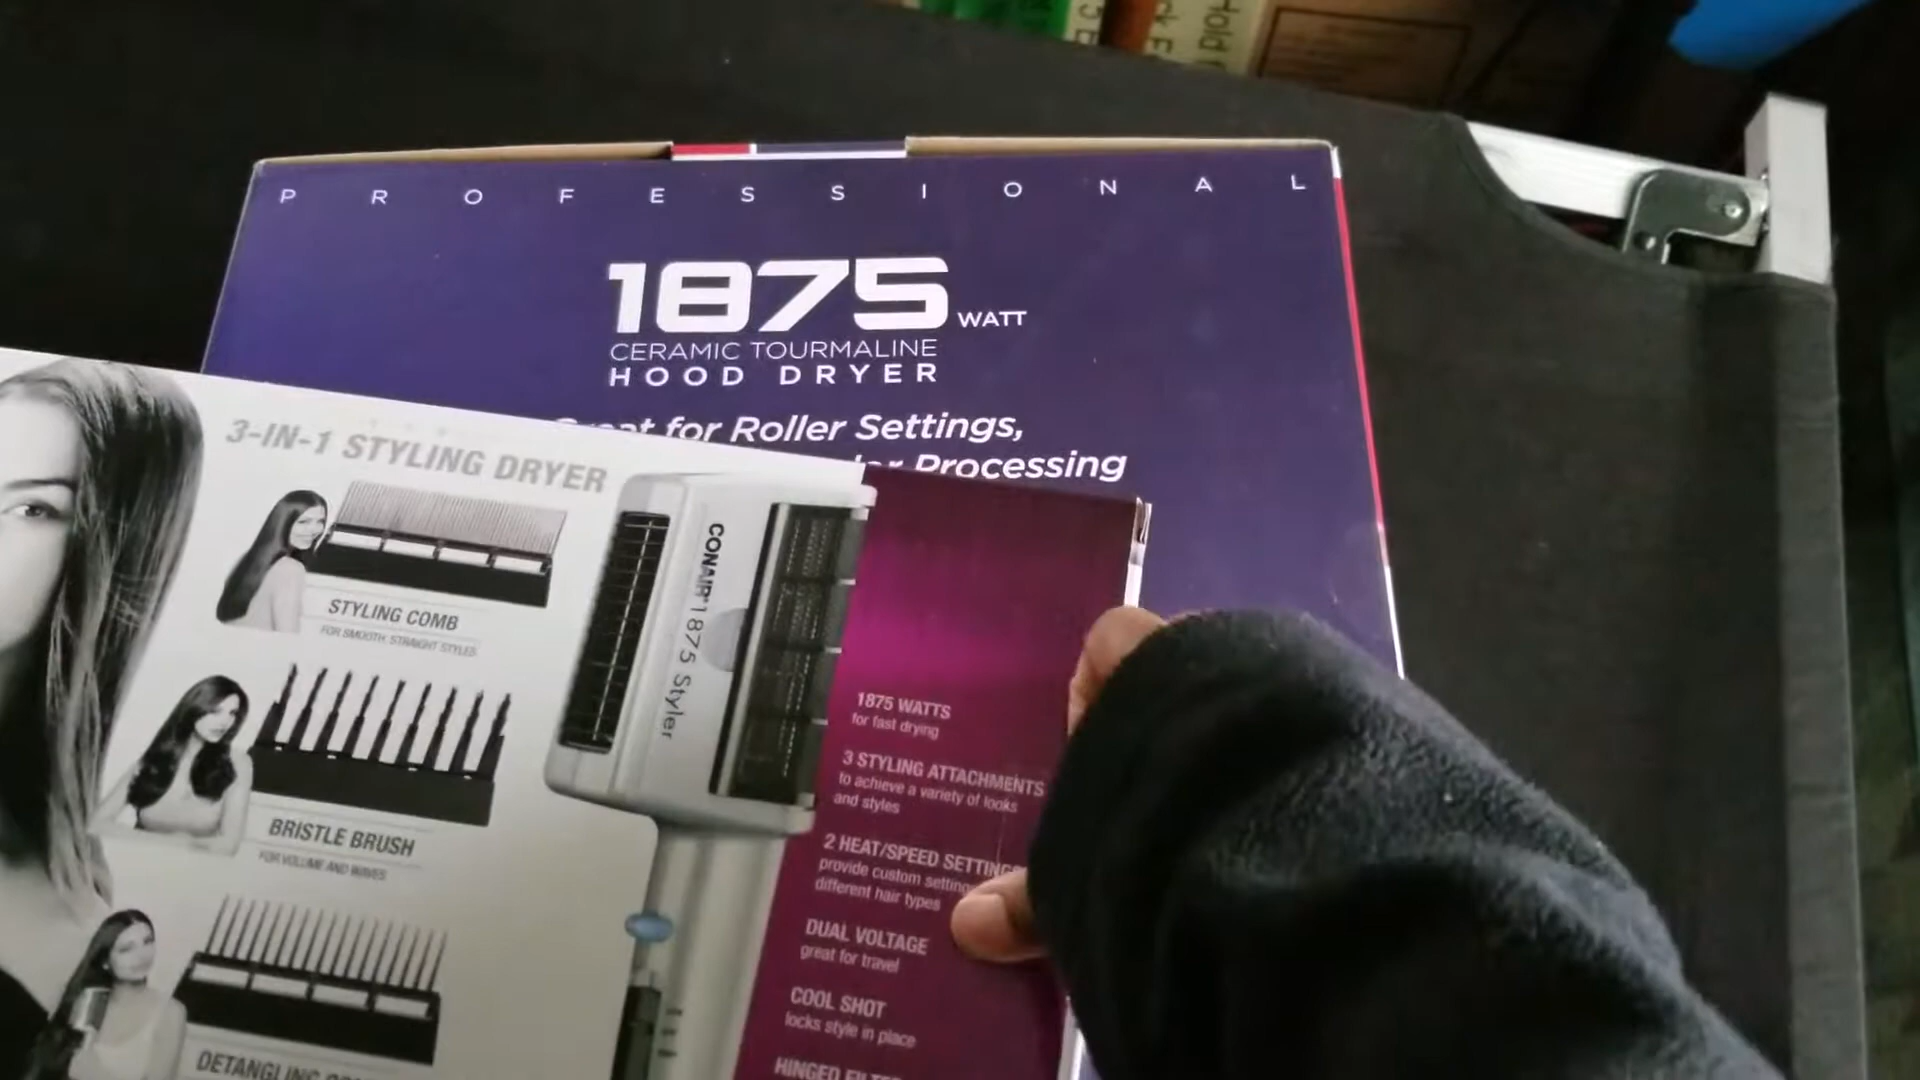 PROFESSIONAL
1875 WATT
CERAMIC TOURMALINE
HOOD DRYER
for Roller Settings,
Processing
3-IN-1 STYLING DRYER
STYLING COMB
FOR SMOOTH, STRAIGHT STYLES
BRISTLE BRUSH
FOR VOLUME AND WAVES
DETANGLING
CONAIR 1875 Styler
1875 WATTS
for fast drying
3 STYLING ATTACHMENTS
to achieve a variety of looks
and styles
2 HEAT/SPEED SETTINGS
provide custom
different hair types
DUAL VOLTAGE
great for travel
COOL SHOT
locks style in place
HINGED
Hold